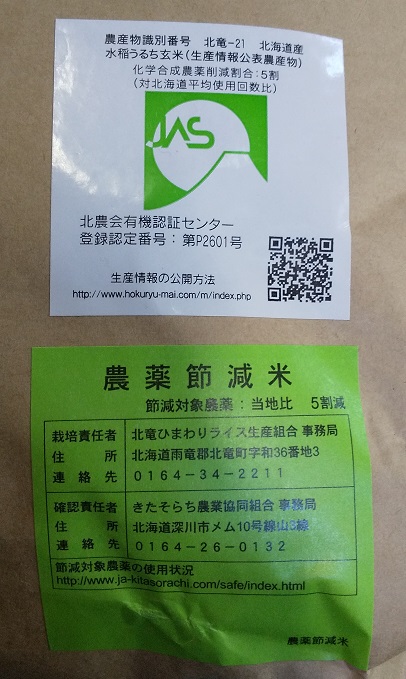 農産物識別番号 北竜-21 北海道産
水稲うるち玄米(生産情報公表農産物)
化学合成農薬削減割合:5割
(対北海道平均使用回数比)
JAS
北農会有機認証センター
登録認定番号:第P2601号
生産情報の公開方法
http://www.hokuryu-mai.com/m/index.php
農薬節減米
節減対象農薬:当地比 5割減
栽培責任者 北竜ひまわりライス生産組合 事務局
住所 北海道雨竜郡北竜町字和36番地3
連絡先 0164-34-2211
確認責任者 きたそらち農業協同組合 事務局
住所 北海道深川市メム10号線山3線
連絡先 0164-26-0132
節減対象農薬の使用状況
http://www.ja-kitasorachi.com/safe/index.html
農薬節減米